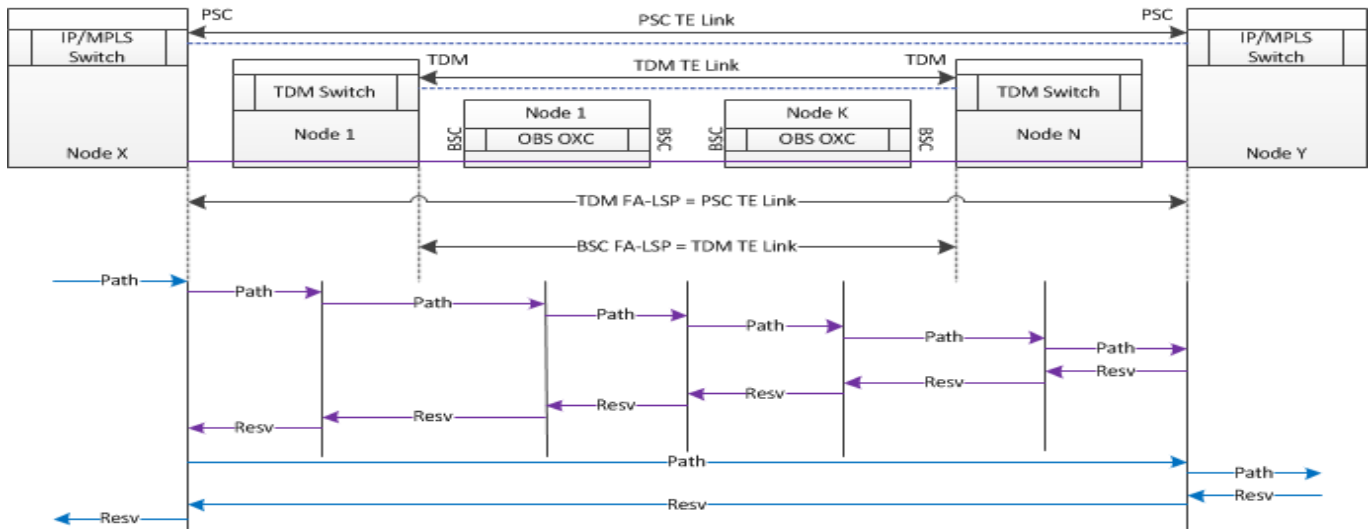 PSC
PSC TE Link
PSC
IP/MPLS
Switch
IP/MPLS
Switch
TDM
TDM TE Link
TDM
TDM Switch
TDM Switch
Node 1
Node K
BSC
OBS OXC
BSC
BSC
OBS OXC
BSC
Node 1
Node N
Node X
Node Y
TDM FA-LSP = PSC TE Link
BSC FA-LSP = TDM TE Link
Path
Path
Path
Path
Path
Path
Path
Resv
Resv
Resv
Resv
Resv
Resv
Path
Path
Resv
Resv
Resv